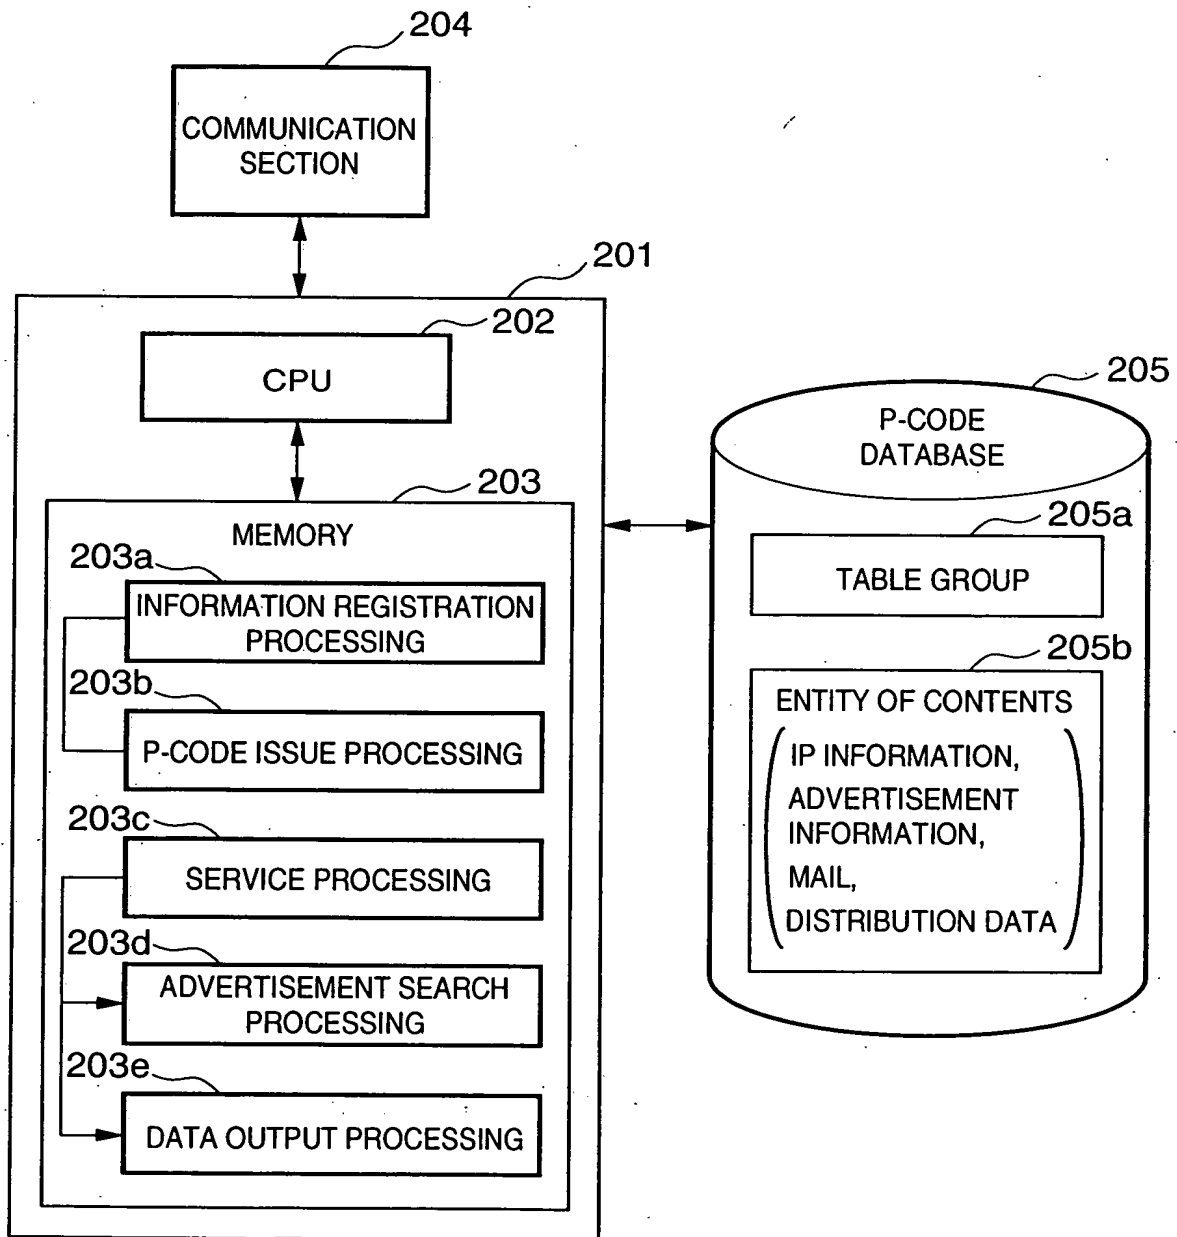 204
COMMUNICATION
SECTION
201
202
CPU
203
MEMORY
203a
INFORMATION REGISTRATION
PROCESSING
203b
P-CODE ISSUE PROCESSING
203c
SERVICE PROCESSING
203d
ADVERTISEMENT SEARCH
PROCESSING
203e
DATA OUTPUT PROCESSING
205
P-CODE
DATABASE
205a
TABLE GROUP
205b
ENTITY OF CONTENTS
IP INFORMATION,
ADVERTISEMENT
INFORMATION,
MAIL,
DISTRIBUTION DATA